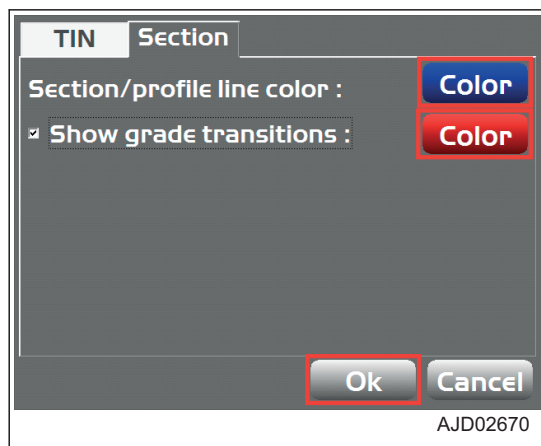 TIN Section
Section/profile line color : Color
Show grade transitions : Color
Ok Cancel
AJD02670